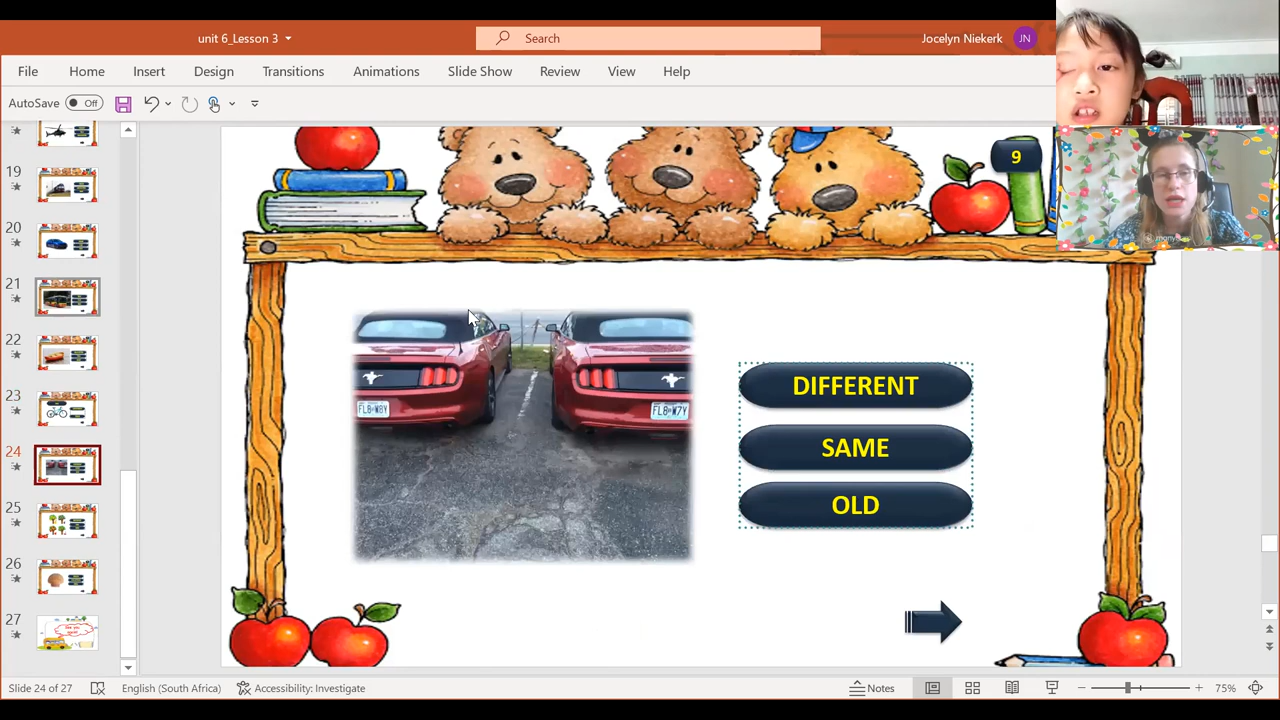 unit 6_Lesson 3
Search
Jocelyn Niekerk
JN
File Home Insert Design Transitions Animations Slide Show Review View Help
AutoSave Off
9
19
20
21
22
23
24
25
26
27
DIFFERENT
SAME
OLD
Slide 24 of 27
English (South Africa)
Accessibility: Investigate
Notes
75%